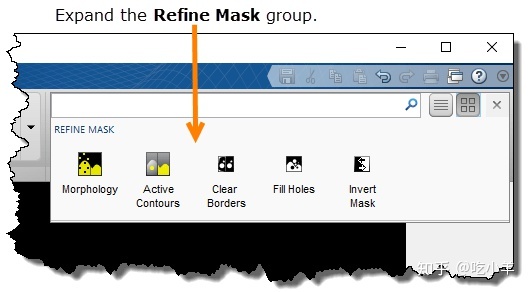 Expand the Refine Mask group.
REFINE MASK
Morphology
Active
Contours
Clear
Borders
Fill Holes
Invert
Mask
知乎 @吃小羊